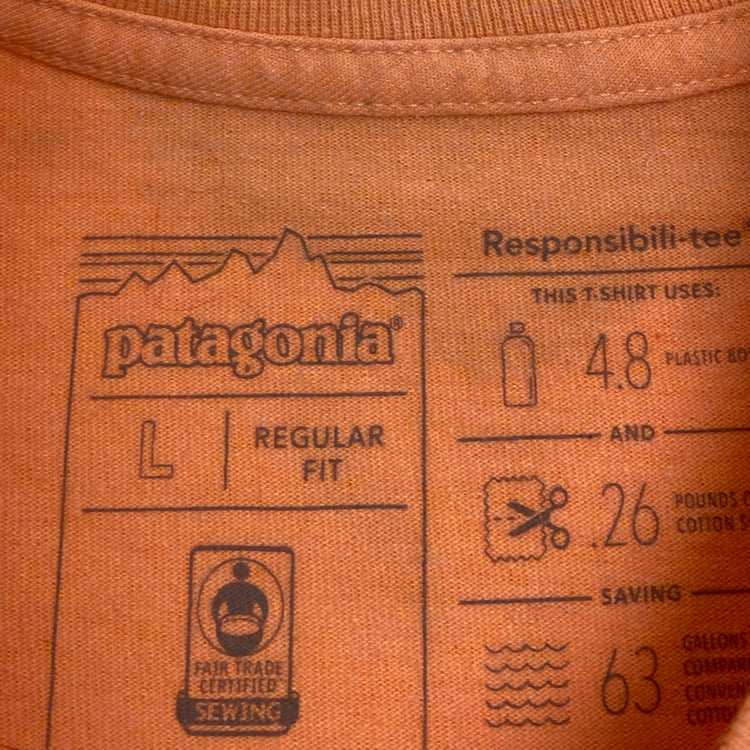 patagonia®
L
REGULAR
FIT
FAIR TRADE
CERTIFIED
SEWING
Responsibili-tee
THIS T-SHIRT USES:
4.8
PLASTIC
AND
.26
POUNDS
COTTON
SAVING
63
GALLONS